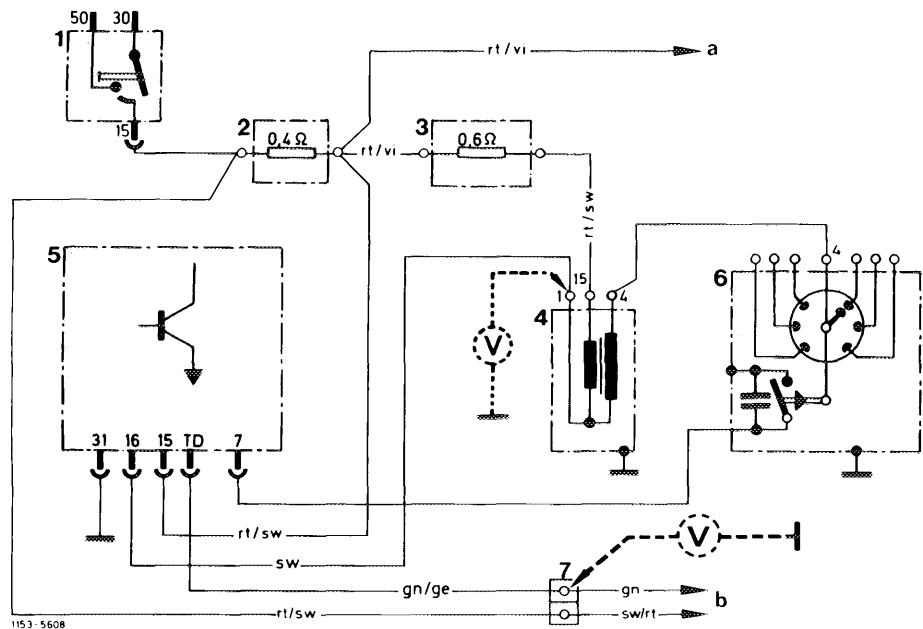 50 30
1
15
2
0,4Ω
rt/vi
3
0,6Ω
rt/vi
a
rt/sw
5
31 16 15 TD 7
V
1 15 4
4
4
6
rt/sw
sw
gn/ge
rt/sw
V
7
gn
sw/rt
b
1153-5608